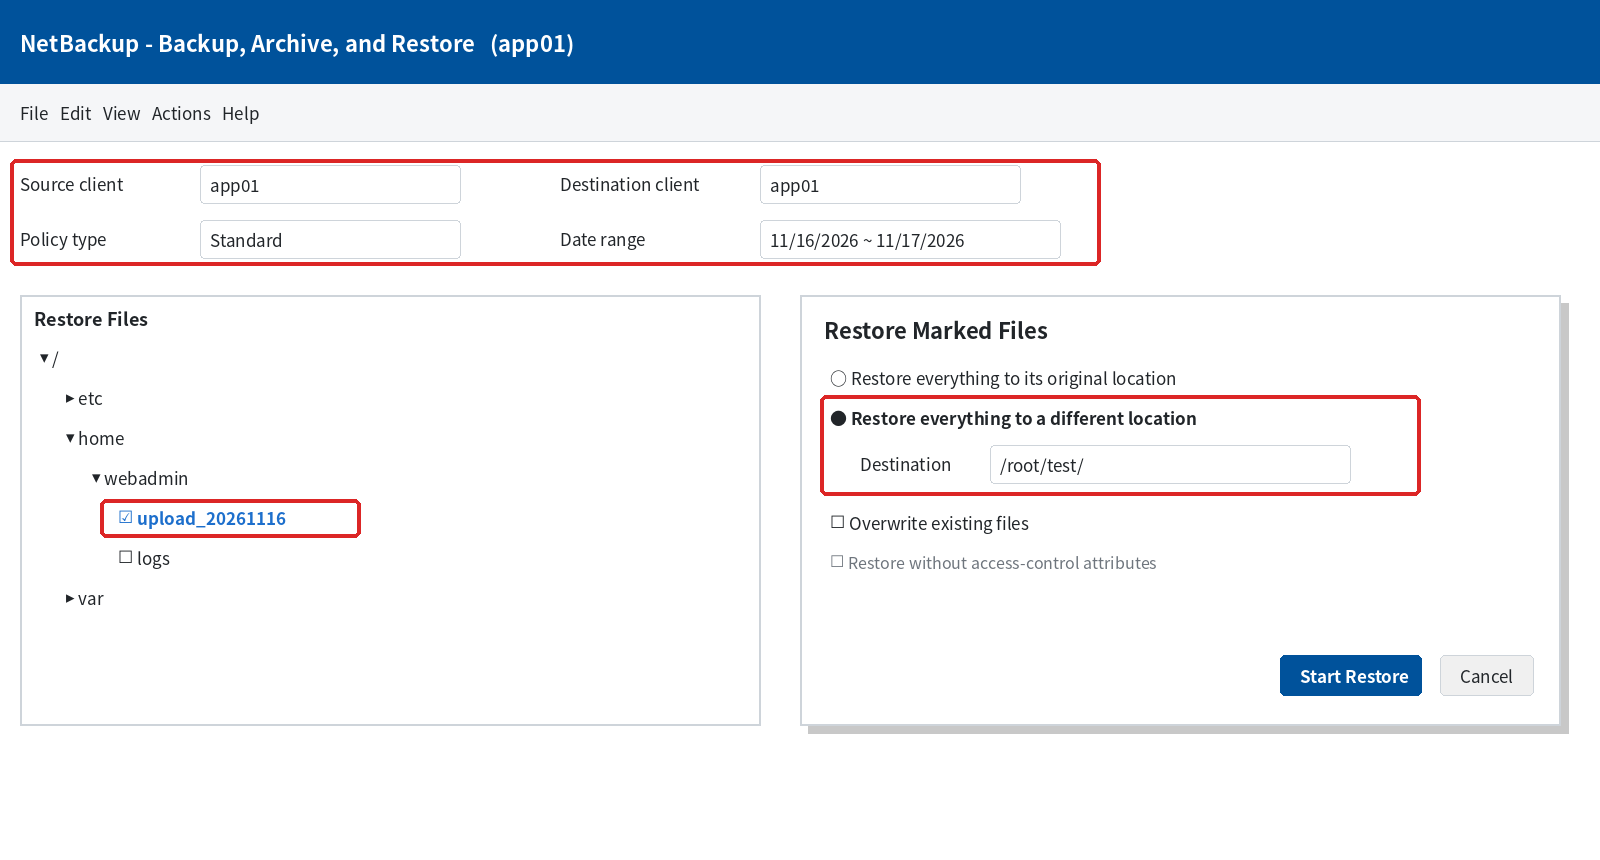 NetBackup - Backup, Archive, and Restore (app01)
File Edit View Actions Help
Source client app01 Destination client app01
Policy type Standard Date range 11/16/2026 ~ 11/17/2026
Restore Files
▼ /
▶ etc
▼ home
▼ webadmin
☑ upload_20261116
☐ logs
▶ var
Restore Marked Files
○ Restore everything to its original location
● Restore everything to a different location
Destination /root/test/
☐ Overwrite existing files
☐ Restore without access-control attributes
Start Restore Cancel